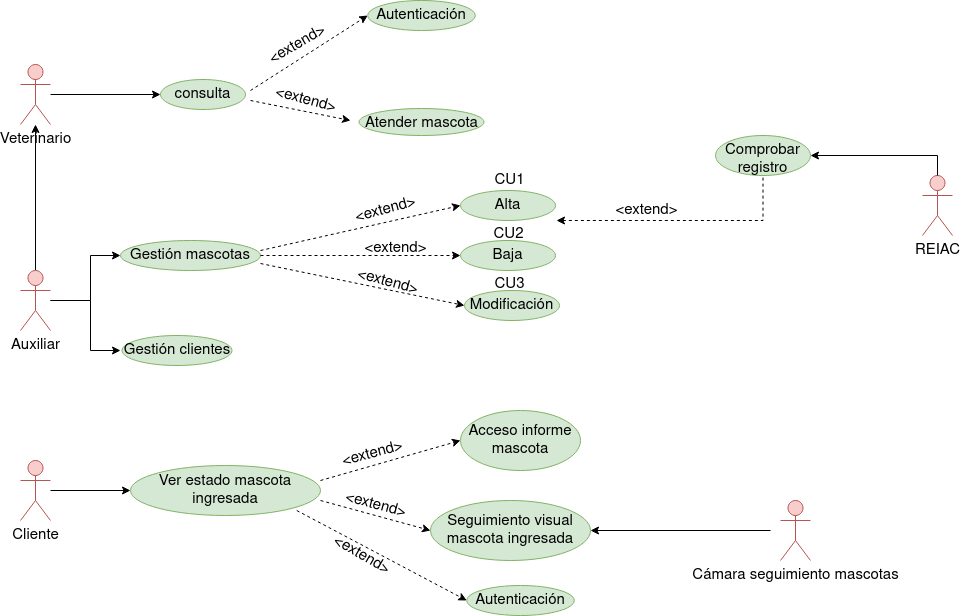 Autenticación
<extend>
consulta
<extend>
Atender mascota
Veterinario
Comprobar
registro
CU1
Alta
<extend>
<extend>
REIAC
CU2
Gestión mascotas
<extend>
Baja
CU3
<extend>
Modificación
Auxiliar
Gestión clientes
Acceso informe
mascota
<extend>
Ver estado mascota
ingresada
<extend>
Seguimiento visual
mascota ingresada
Cliente
<extend>
Cámara seguimiento mascotas
Autenticación